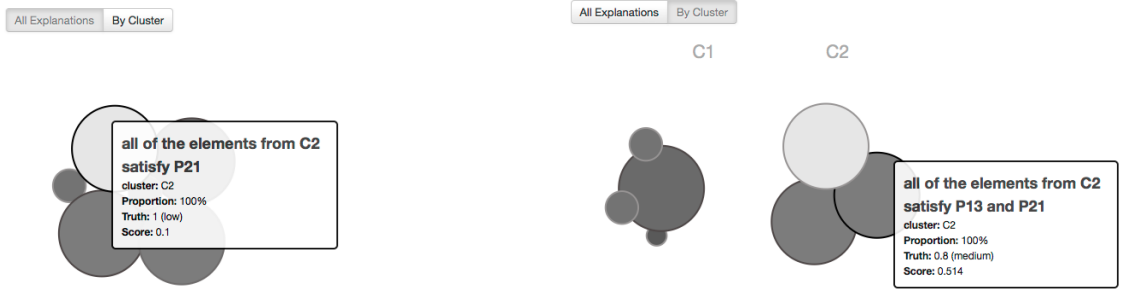 All Explanations By Cluster
all of the elements from C2
satisfy P21
cluster: C2
Proportion: 100%
Truth: 1 (low)
Score: 0.1
All Explanations By Cluster
C1 C2
all of the elements from C2
satisfy P13 and P21
cluster: C2
Proportion: 100%
Truth: 0.8 (medium)
Score: 0.514